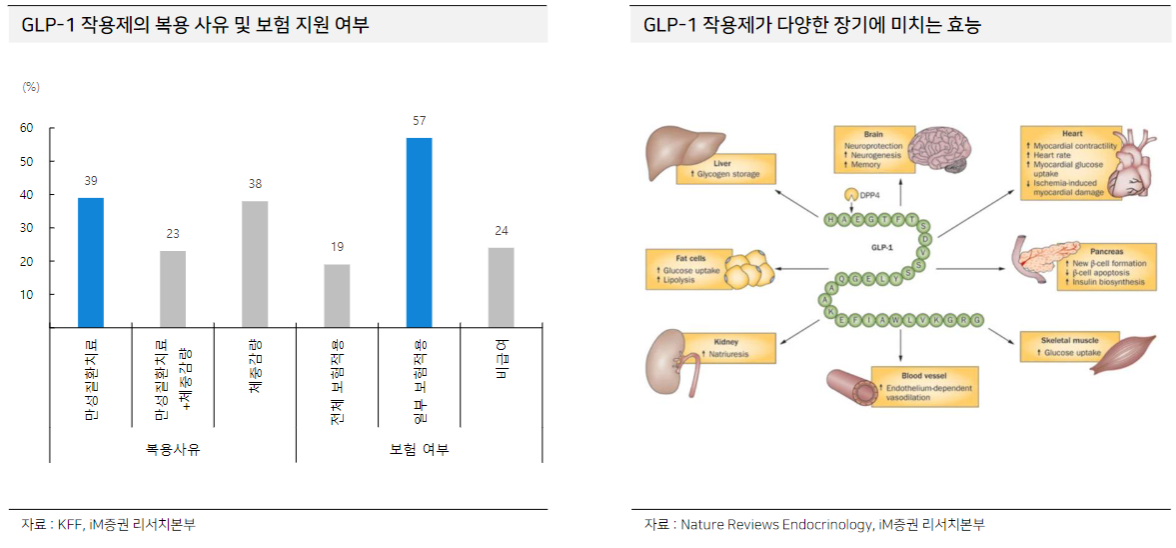 GLP-1 작용제의 복용 사유 및 보험 지원 여부
(%)
60
50
40
30
20
10
39
23
38
19
57
24
만성질환치료
만성질환치료
+체중감량
체중감량
전체 보험적용
일부 보험적용
비급여
복용사유
보험 여부
자료 : KFF, iM증권 리서치본부
GLP-1 작용제가 다양한 장기에 미치는 효능
Liver
↑ Glycogen storage
Brain
Neuroprotection
↑ Neurogenesis
↑ Memory
Heart
↑ Myocardial contractility
↑ Heart rate
↑ Myocardial glucose
uptake
↓ Ischemia-induced
myocardial damage
DPP4
H A E G T F T S
D
V
GLP-1
S
Q G E L Y S
A
A
K
E F I A W L V K G R G
Fat cells
↑ Glucose uptake
↑ Lipolysis
Pancreas
↑ New β-cell formation
↓ β-cell apoptosis
↑ Insulin biosynthesis
Kidney
↑ Natriuresis
Blood vessel
↑ Endothelium-dependent
vasodilation
Skeletal muscle
↑ Glucose uptake
자료 : Nature Reviews Endocrinology, iM증권 리서치본부